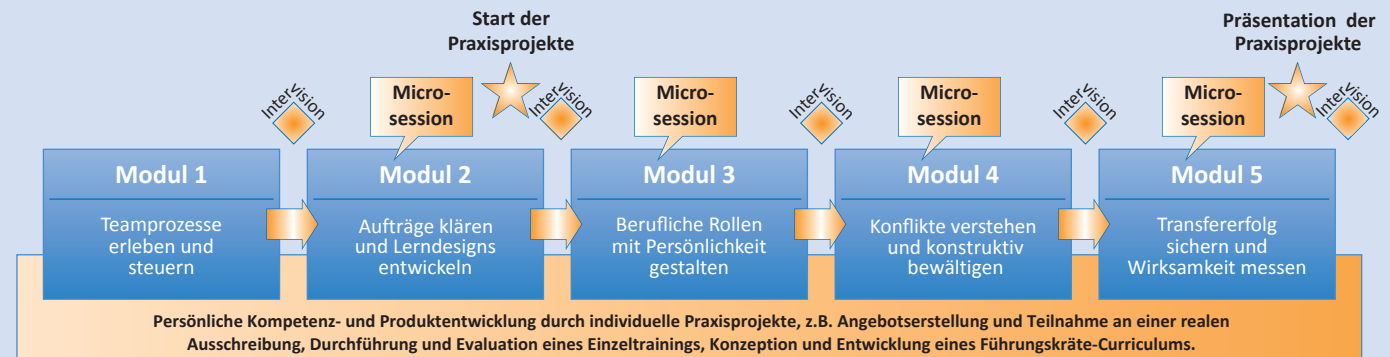 Start der
Praxisprojekte
Präsentation der
Praxisprojekte
Intervision
Micro-
session
Intervision
Micro-
session
Intervision
Micro-
session
Intervision
Micro-
session
Intervision
Modul 1
Teamprozesse
erleben und
steuern
Modul 2
Aufträge klären
und Lerndesigns
entwickeln
Modul 3
Berufliche Rollen
mit Persönlichkeit
gestalten
Modul 4
Konflikte verstehen
und konstruktiv
bewältigen
Modul 5
Transfererfolg
sichern und
Wirksamkeit messen
Persönliche Kompetenz- und Produktentwicklung durch individuelle Praxisprojekte, z.B. Angebotserstellung und Teilnahme an einer realen
Ausschreibung, Durchführung und Evaluation eines Einzeltrainings, Konzeption und Entwicklung eines Führungskräte-Curriculums.